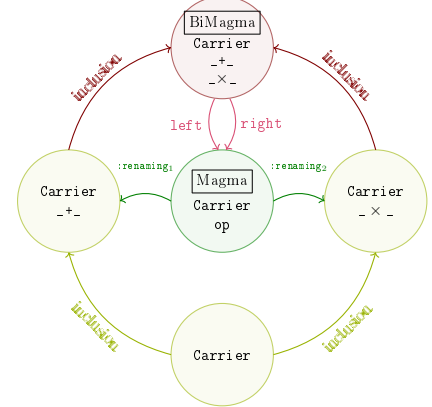 BiMagma
Carrier
_+_
_×_
inclusion
inclusion
left
right
:renaming₁
:renaming₂
Carrier
_+_
Magma
Carrier
op
Carrier
_ × _
inclusion
inclusion
Carrier